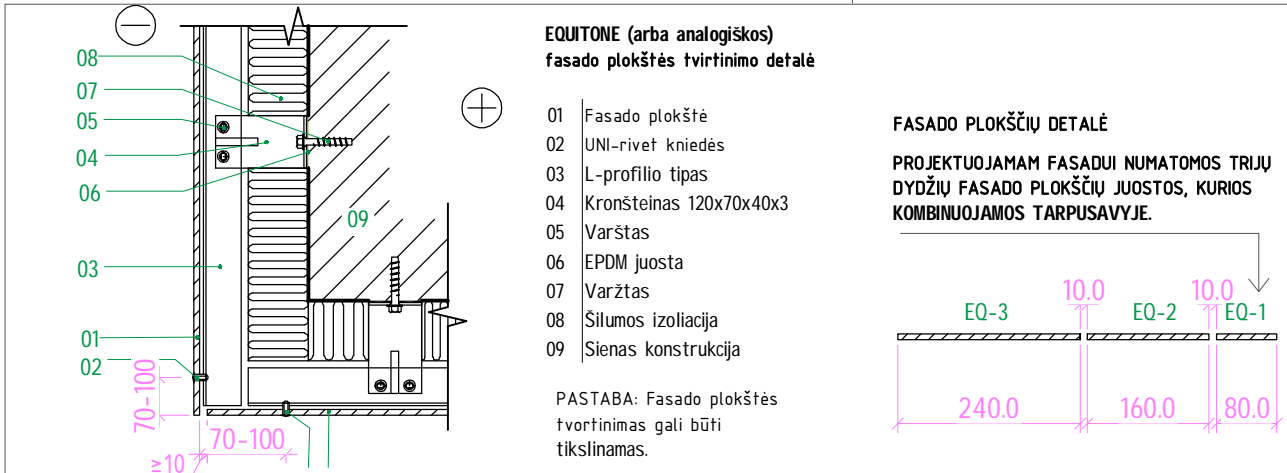 08
07
05
04
06
09
03
01
02
70-100
70-100
≥10
EQUITONE (arba analogiškos)
fasado plokštės tvirtinimo detalė
01 Fasado plokštė
02 UNI-rivet kniedės
03 L-profilio tipas
04 Kronšteinas 120x70x40x3
05 Varštas
06 EPDM juosta
07 Varžtas
08 Šilumos izoliacija
09 Sienas konstrukcija
PASTABA: Fasado plokštės
tvortinimas gali būti
tikslinamas.
FASADO PLOKŠČIŲ DETALĖ
PROJEKTUOJAMAM FASADUI NUMATOMOS TRIJŲ
DYDŽIŲ FASADO PLOKŠČIŲ JUOSTOS, KURIOS
KOMBINUOJAMOS TARPUSAVYJE.
10.0 10.0
EQ-3 EQ-2 EQ-1
240.0 160.0 80.0